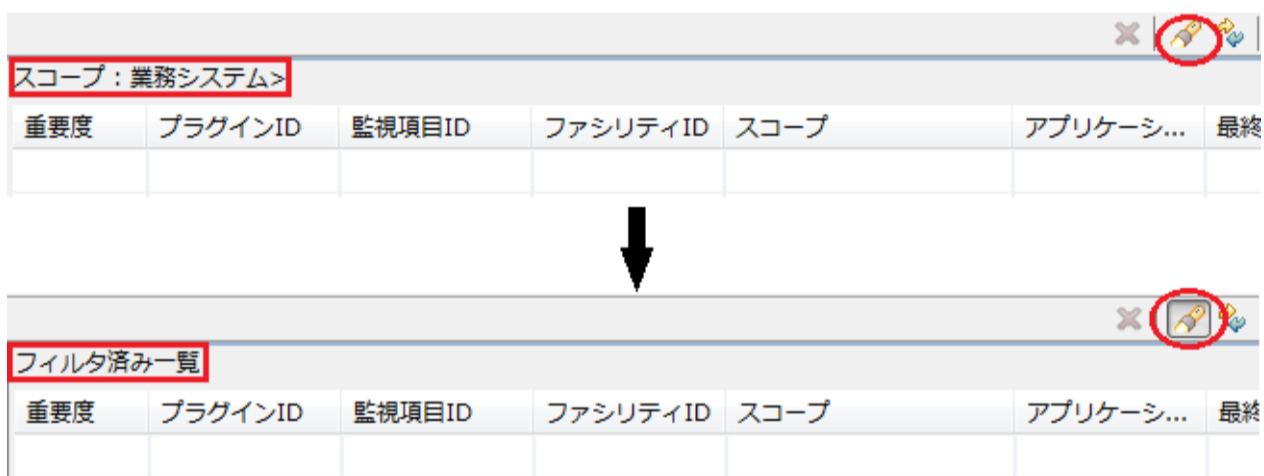 スコープ：業務システム>
重要度 プラグインID 監視項目ID ファシリティID スコープ アプリケーシ... 最終
フィルタ済み一覧
重要度 プラグインID 監視項目ID ファシリティID スコープ アプリケーシ... 最終